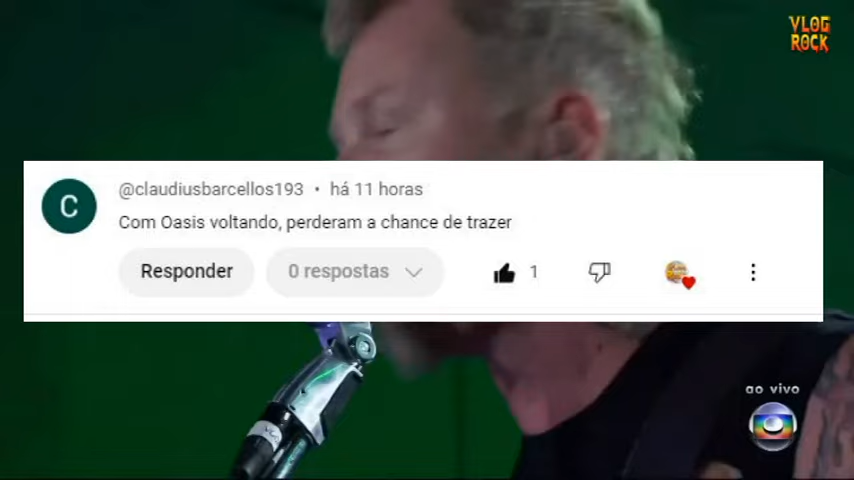 VLOG
ROCK
C
@claudiusbarcellos193 • há 11 horas
Com Oasis voltando, perderam a chance de trazer
Responder
0 respostas
1
ao vivo